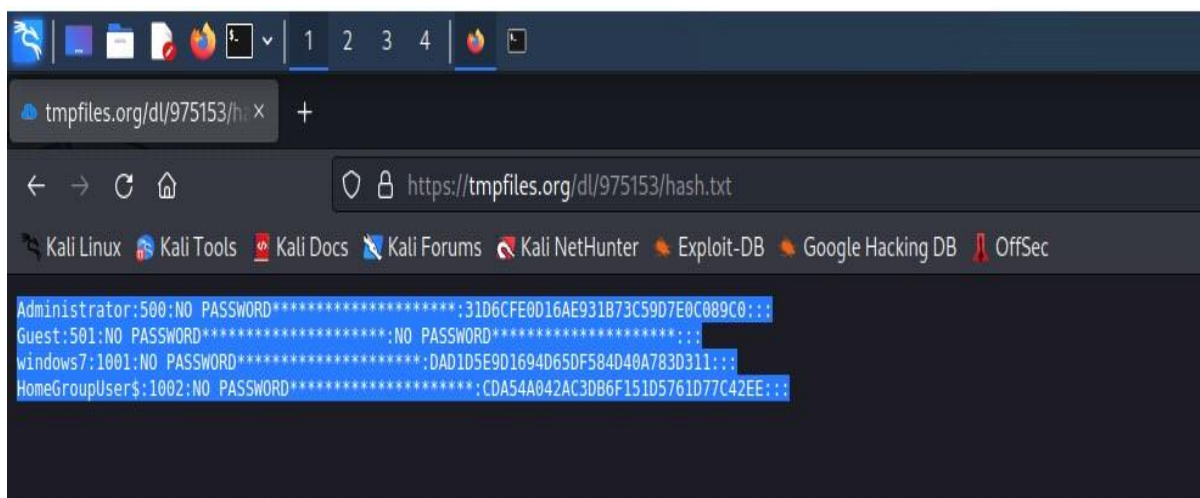 1 2 3 4
tmpfiles.org/dl/975153/ha
https://tmpfiles.org/dl/975153/hash.txt
Kali Linux Kali Tools Kali Docs Kali Forums Kali NetHunter Exploit-DB Google Hacking DB OffSec
Administrator:500:NO PASSWORD*********************:31D6CFE0D16AE931B73C59D7E0C089C0:::
Guest:501:NO PASSWORD*********************:NO PASSWORD*********************:::
windows7:1001:NO PASSWORD*********************:DAD1D5E9D1694D65DF584D40A783D311:::
HomeGroupUser$:1002:NO PASSWORD*********************:CDA54A042AC3DB6F151D5761D77C42EE:::